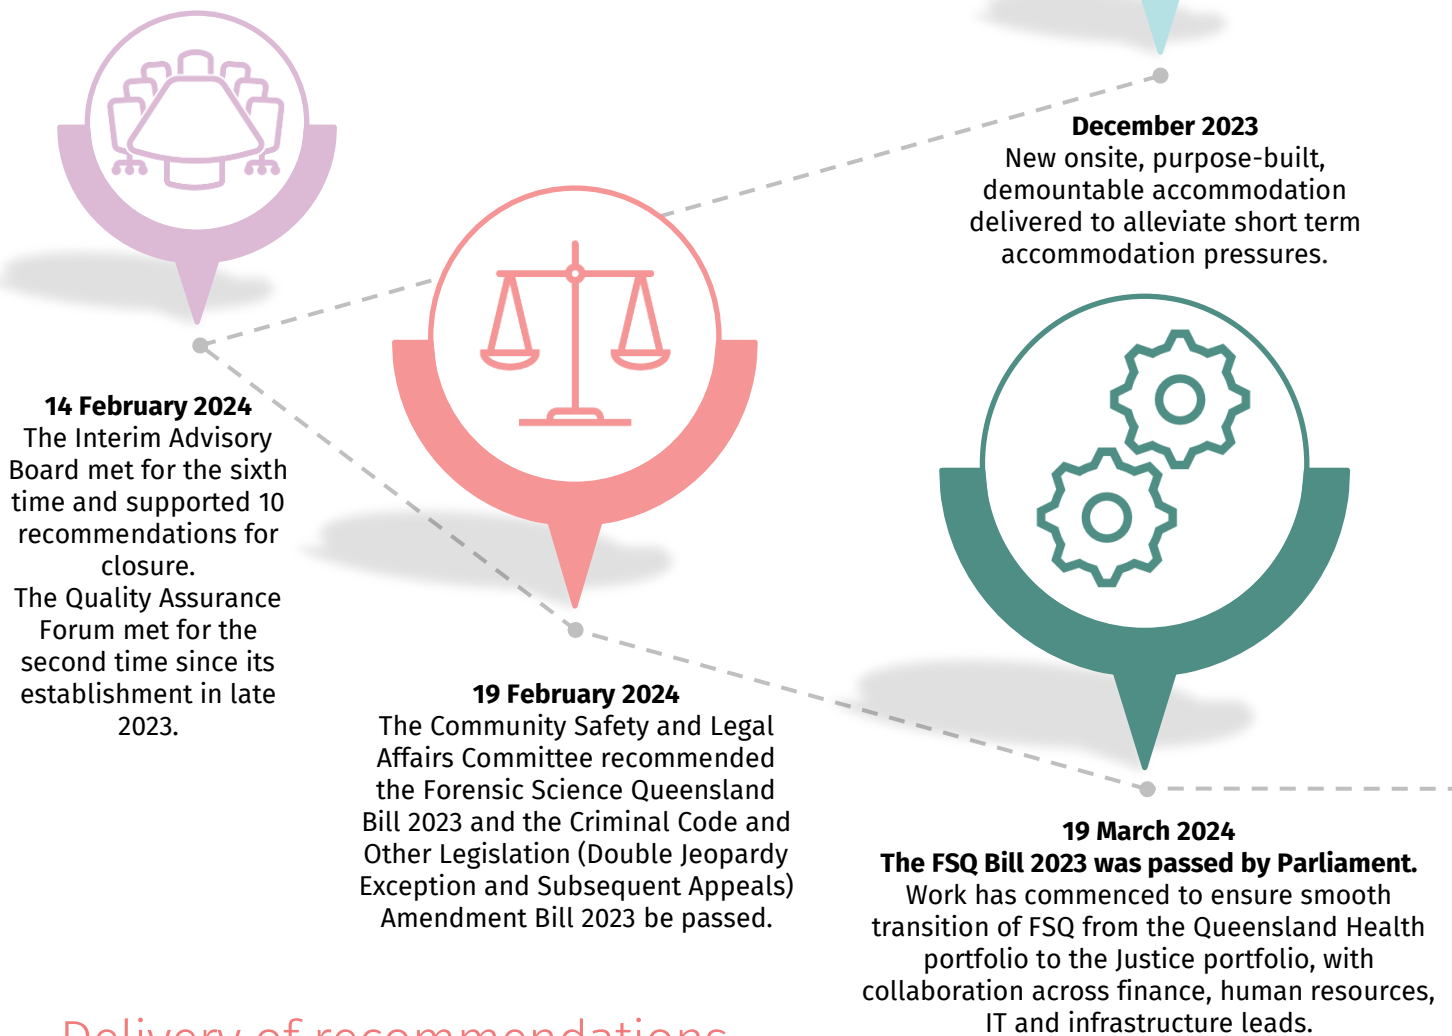 December 2023
New onsite, purpose-built,
demountable accommodation
delivered to alleviate short term
accommodation pressures.
14 February 2024
The Interim Advisory
Board met for the sixth
time and supported 10
recommendations for
closure.
The Quality Assurance
Forum met for the
second time since its
establishment in late
2023.
19 February 2024
The Community Safety and Legal
Affairs Committee recommended
the Forensic Science Queensland
Bill 2023 and the Criminal Code and
Other Legislation (Double Jeopardy
Exception and Subsequent Appeals)
Amendment Bill 2023 be passed.
19 March 2024
The FSQ Bill 2023 was passed by Parliament.
Work has commenced to ensure smooth
transition of FSQ from the Queensland Health
portfolio to the Justice portfolio, with
collaboration across finance, human resources,
IT and infrastructure leads.
Delivery of recommendations